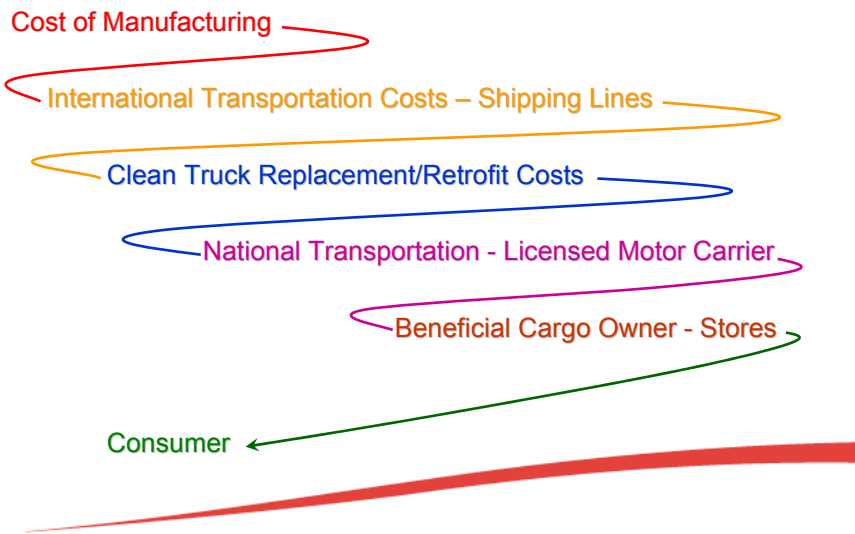 Cost of Manufacturing
International Transportation Costs – Shipping Lines
Clean Truck Replacement/Retrofit Costs
National Transportation - Licensed Motor Carrier
Beneficial Cargo Owner - Stores
Consumer